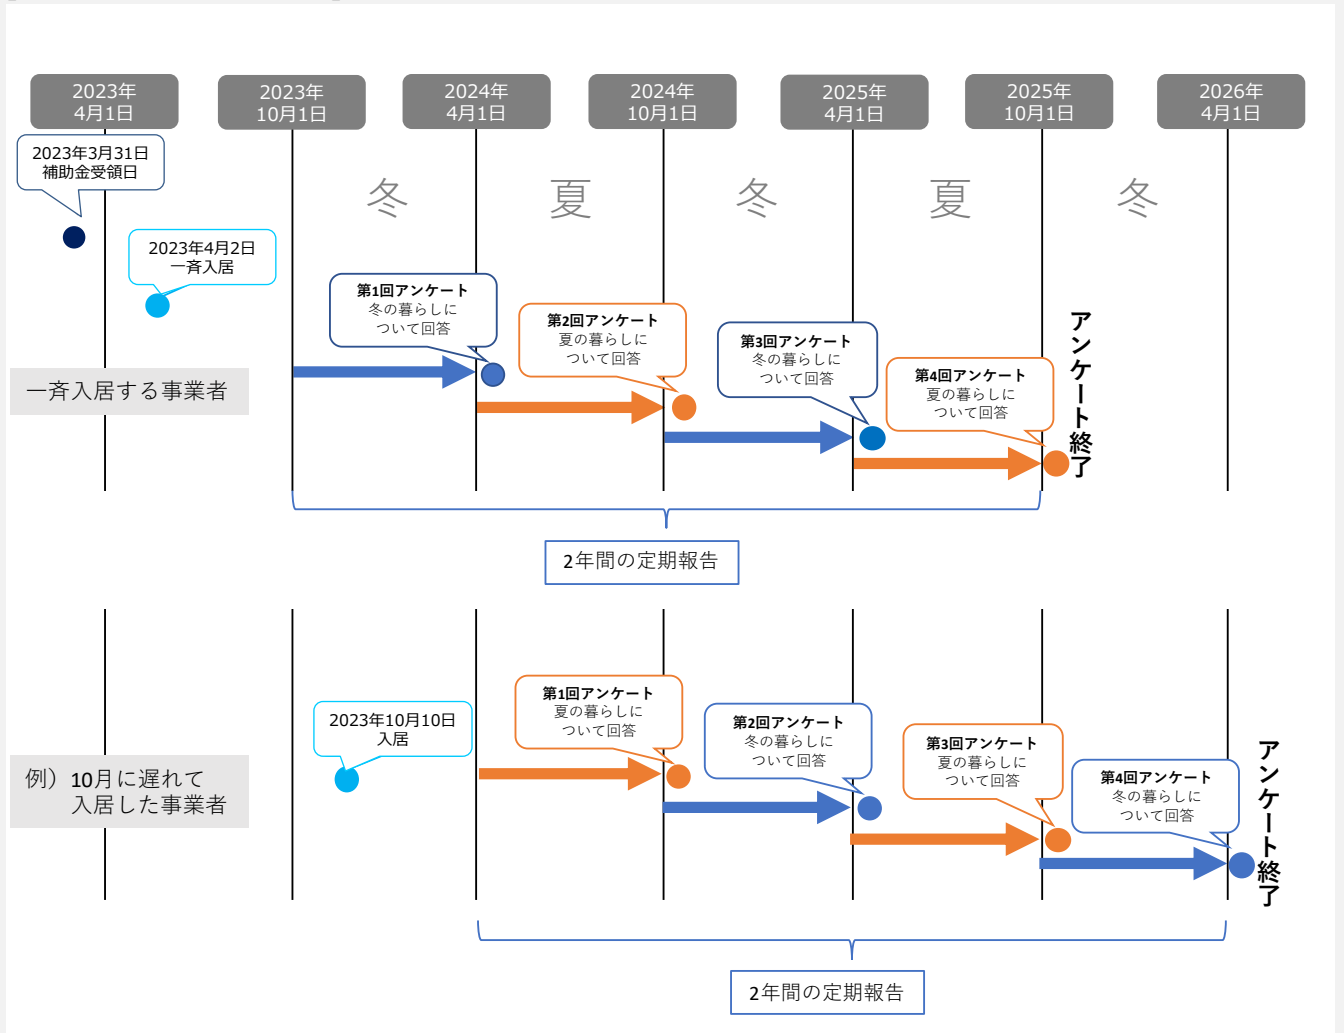 2023年
4月1日
2023年
10月1日
2024年
4月1日
2024年
10月1日
2025年
4月1日
2025年
10月1日
2026年
4月1日
2023年3月31日
補助金受領日
冬
夏
冬
夏
冬
2023年4月2日
一斉入居
第1回アンケート
冬の暮らしに
ついて回答
第2回アンケート
夏の暮らしに
ついて回答
第3回アンケート
冬の暮らしに
ついて回答
第4回アンケート
夏の暮らしに
ついて回答
アンケート終了
一斉入居する事業者
2年間の定期報告
2023年10月10日
入居
第1回アンケート
夏の暮らしに
ついて回答
第2回アンケート
冬の暮らしに
ついて回答
第3回アンケート
夏の暮らしに
ついて回答
第4回アンケート
冬の暮らしに
ついて回答
アンケート終了
例）10月に遅れて
入居した事業者
2年間の定期報告